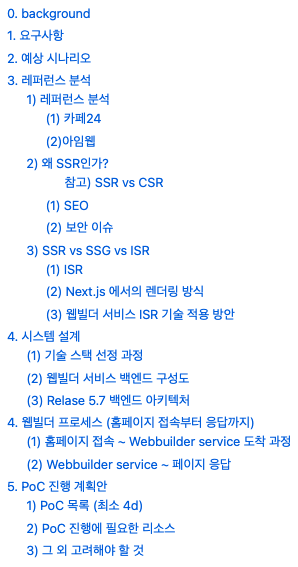 0. background
1. 요구사항
2. 예상 시나리오
3. 레퍼런스 분석
1) 레퍼런스 분석
(1) 카페24
(2)아임웹
2) 왜 SSR인가?
참고) SSR vs CSR
(1) SEO
(2) 보안 이슈
3) SSR vs SSG vs ISR
(1) ISR
(2) Next.js 에서의 렌더링 방식
(3) 웹빌더 서비스 ISR 기술 적용 방안
4. 시스템 설계
(1) 기술 스택 선정 과정
(2) 웹빌더 서비스 백엔드 구성도
(3) Relase 5.7 백엔드 아키텍처
4. 웹빌더 프로세스 (홈페이지 접속부터 응답까지)
(1) 홈페이지 접속 ~ Webbuilder service 도착 과정
(2) Webbuilder service ~ 페이지 응답
5. PoC 진행 계획안
1) PoC 목록 (최소 4d)
2) PoC 진행에 필요한 리소스
3) 그 외 고려해야 할 것